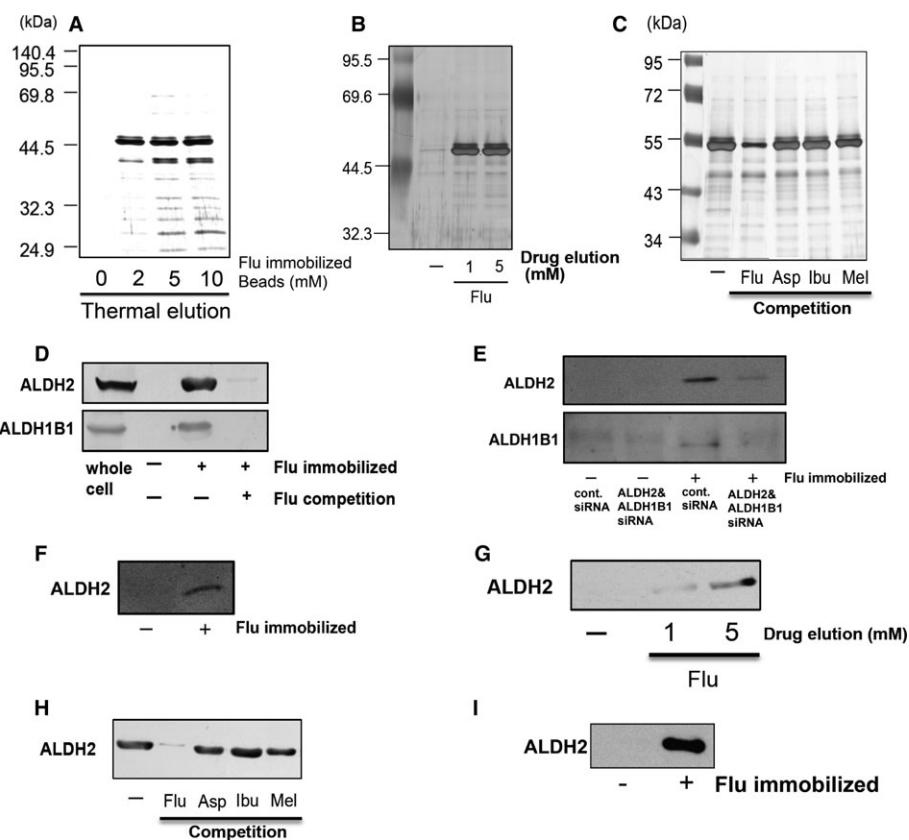 (kDa) A
140.4
95.5
69.8
44.5
32.3
24.9
0 2 5 10
Flu immobilized
Beads (mM)
Thermal elution
B
95.5
69.6
44.5
32.3
— 1 5
Drug elution
(mM)
Flu
C (kDa)
95
72
55
43
34
— Flu Asp Ibu Mel
Competition
D
ALDH2
ALDH1B1
whole
cell
— + + Flu immobilized
— — + Flu competition
E
ALDH2
ALDH1B1
— — + + Flu immobilized
cont.
siRNA
ALDH2&
ALDH1B1
siRNA
cont.
siRNA
ALDH2&
ALDH1B1
siRNA
F
ALDH2
— + Flu immobilized
G
ALDH2
— 1 5 Drug elution (mM)
Flu
H
ALDH2
— Flu Asp Ibu Mel
Competition
I
ALDH2
- + Flu immobilized